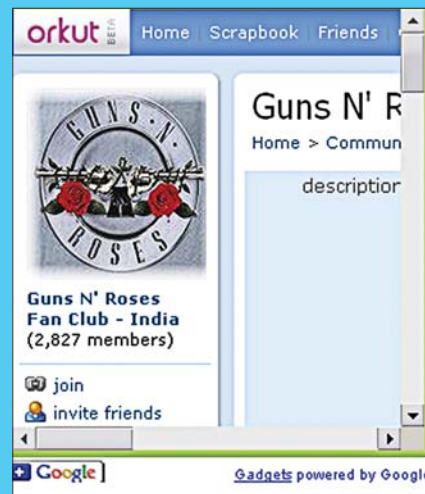 orkut BETA Home Scrapbook Friends
GUNS N' ROSES
Guns N' R
Home > Commun
description
Guns N' Roses
Fan Club - India
(2,827 members)
join
invite friends
Google
Gadgets powered by Google